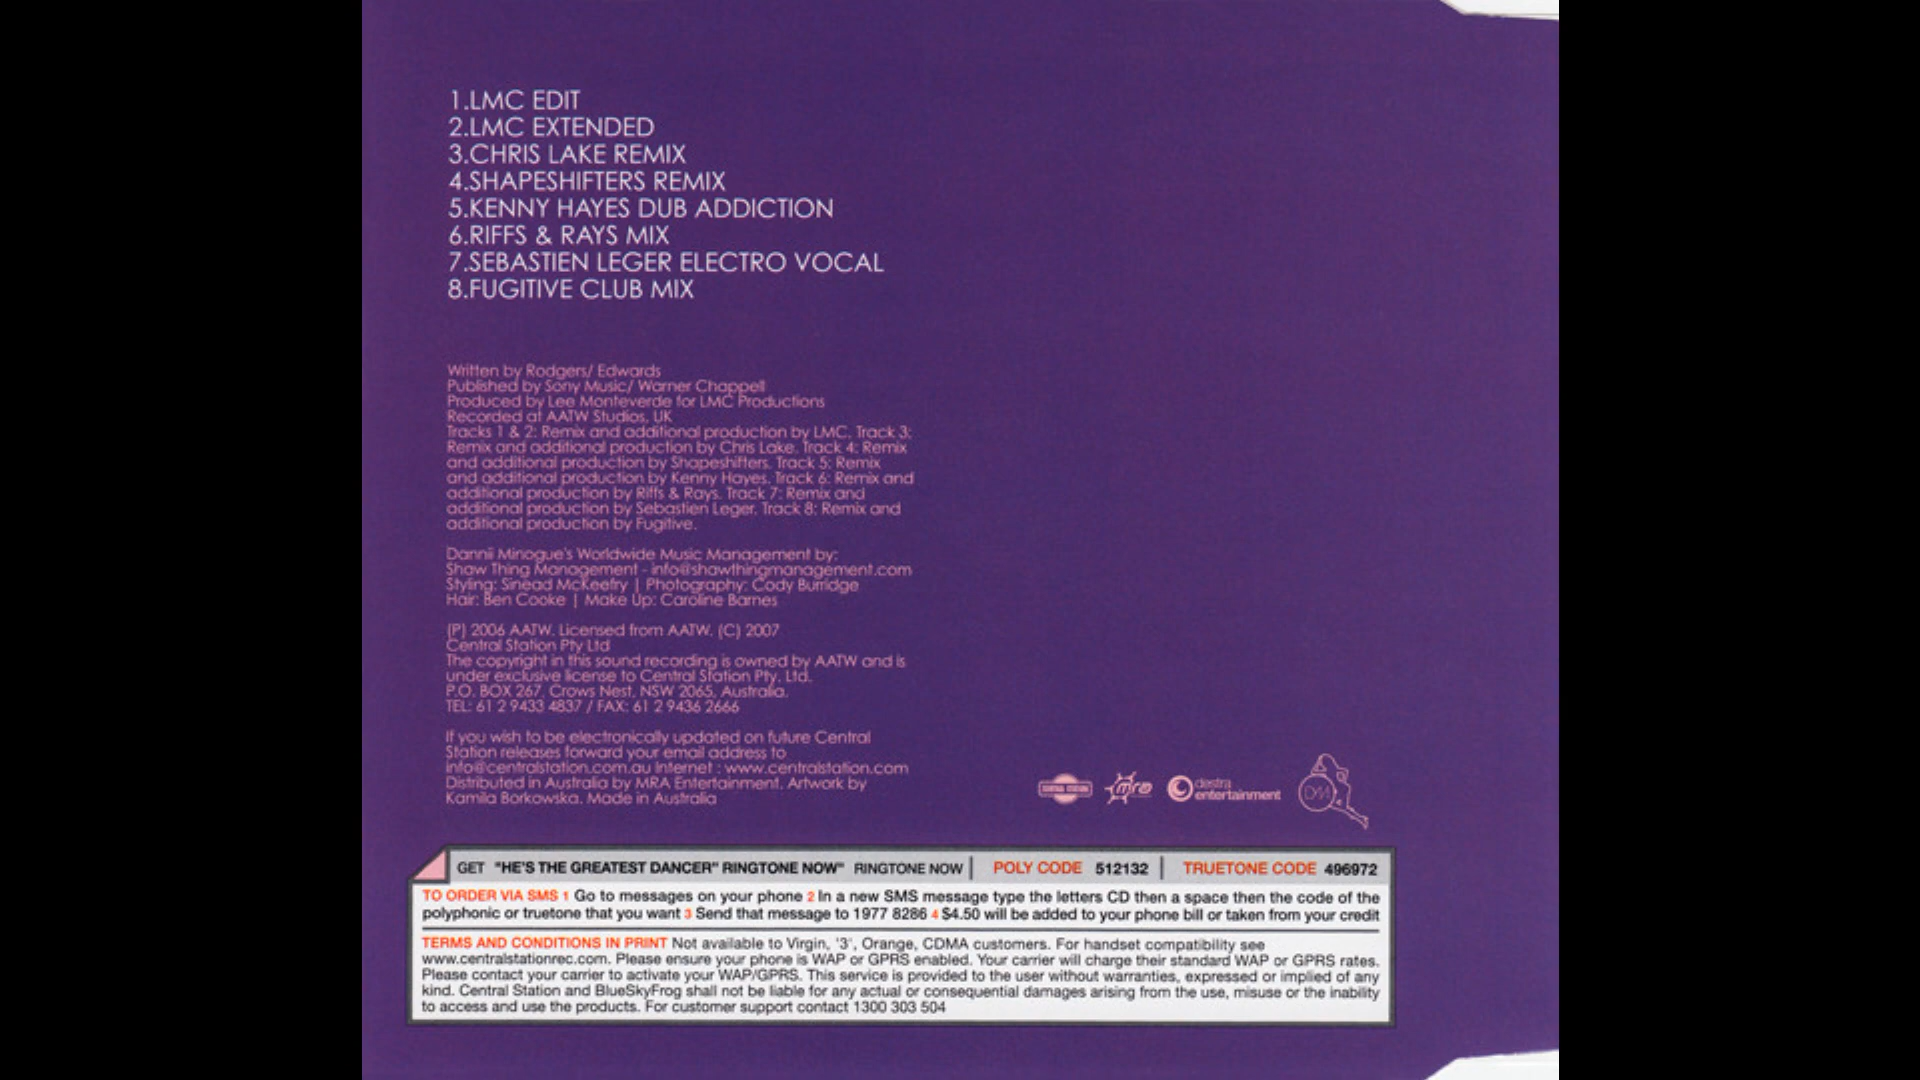 1.LMC EDIT
2.LMC EXTENDED
3.CHRIS LAKE REMIX
4.SHAPESHIFTERS REMIX
5.KENNY HAYES DUB ADDICTION
6.RIFFS & RAYS MIX
7.SEBASTIEN LEGER ELECTRO VOCAL
8.FUGITIVE CLUB MIX
Written by Rodgers/ Edwards
Published by Sony Music/ Warner Chappell
Produced by Lee Monteverde for LMC Productions
Recorded at AATW Studios, UK
Tracks 1 & 2: Remix and additional production by LMC. Track 3:
Remix and additional production by Chris Lake. Track 4: Remix
and additional production by Shapeshifters. Track 5: Remix
and additional production by Kenny Hayes. Track 6: Remix and
additional production by Riffs & Rays. Track 7: Remix and
additional production by Sebastien Leger. Track 8: Remix and
additional production by Fugitive.
Dannii Minogue's Worldwide Music Management by:
Shaw Thing Management - info@shawthingmanagement.com
Styling: Sinead McKeefry | Photography: Cody Burridge
Hair: Ben Cooke | Make Up: Caroline Barnes
(P) 2006 AATW. Licensed from AATW. (C) 2007
Central Station Pty Ltd
The copyright in this sound recording is owned by AATW and is
under exclusive license to Central Station Pty. Ltd.
P.O. BOX 267, Crows Nest, NSW 2065, Australia.
TEL: 61 2 9433 4837 / FAX: 61 2 9436 2666
If you wish to be electronically updated on future Central
Station releases forward your email address to
info@centralstation.com.au Internet : www.centralstation.com
Distributed in Australia by MRA Entertainment. Artwork by
Kamila Borkowska. Made in Australia
CENTRAL STATION mra destra entertainment DM
GET "HE'S THE GREATEST DANCER" RINGTONE NOW" RINGTONE NOW | POLY CODE 512132 | TRUETONE CODE 496972
TO ORDER VIA SMS 1 Go to messages on your phone 2 In a new SMS message type the letters CD then a space then the code of the
polyphonic or truetone that you want 3 Send that message to 1977 8286 4 $4.50 will be added to your phone bill or taken from your credit
TERMS AND CONDITIONS IN PRINT Not available to Virgin, '3', Orange, CDMA customers. For handset compatibility see
www.centralstationrec.com. Please ensure your phone is WAP or GPRS enabled. Your carrier will charge their standard WAP or GPRS rates.
Please contact your carrier to activate your WAP/GPRS. This service is provided to the user without warranties, expressed or implied of any
kind. Central Station and BlueSkyFrog shall not be liable for any actual or consequential damages arising from the use, misuse or the inability
to access and use the products. For customer support contact 1300 303 504